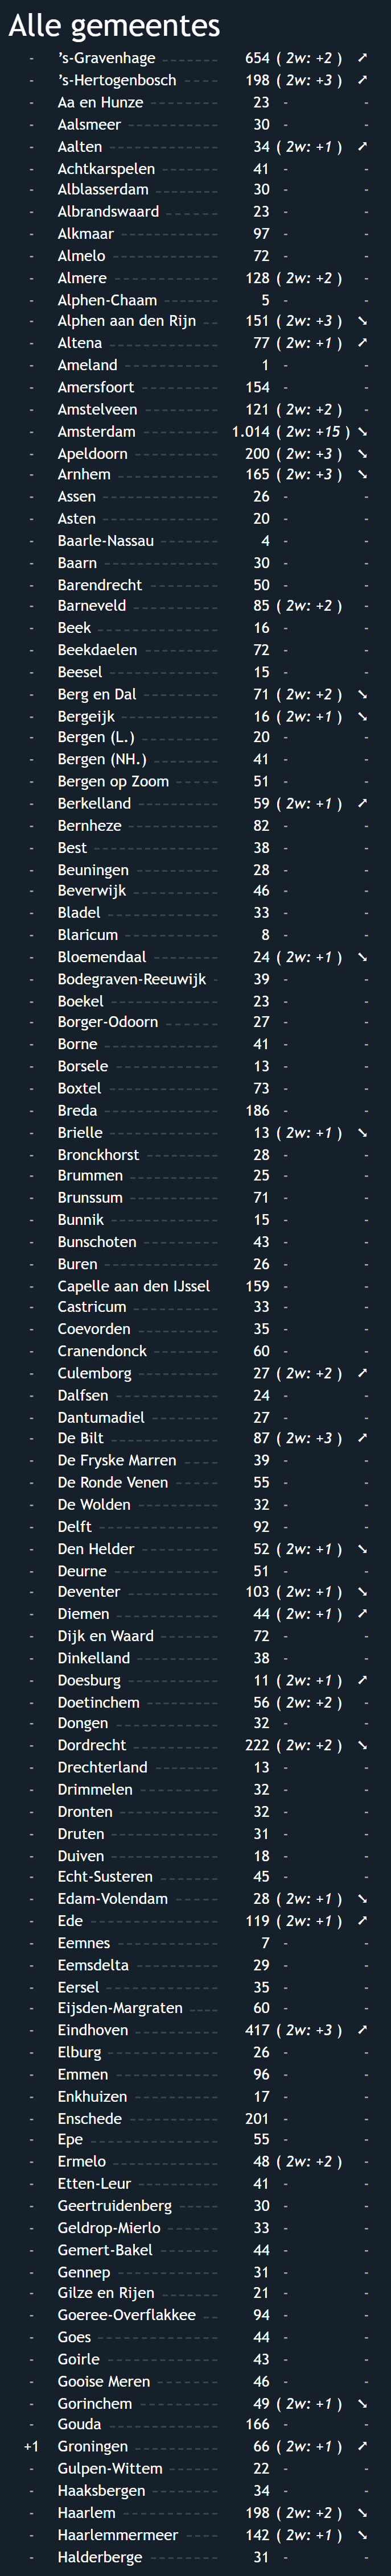 Alle gemeentes
- 's-Gravenhage ------- 654 ( 2w: +2 ) ➚
- 's-Hertogenbosch ----- 198 ( 2w: +3 ) ➚
- Aa en Hunze -------- 23 - -
- Aalsmeer ---------- 30 - -
- Aalten ------------ 34 ( 2w: +1 ) ➚
- Achtkarspelen ------- 41 - -
- Alblasserdam -------- 30 - -
- Albrandswaard ------ 23 - -
- Alkmaar ----------- 97 - -
- Almelo ------------ 72 - -
- Almere ------------ 128 ( 2w: +2 ) -
- Alphen-Chaam ------- 5 - -
- Alphen aan den Rijn -- 151 ( 2w: +3 ) ➘
- Altena ------------ 77 ( 2w: +1 ) ➚
- Ameland ---------- 1 - -
- Amersfoort --------- 154 - -
- Amstelveen --------- 121 ( 2w: +2 ) -
- Amsterdam --------- 1.014 ( 2w: +15 ) ➘
- Apeldoorn ---------- 200 ( 2w: +3 ) ➘
- Arnhem ----------- 165 ( 2w: +3 ) ➘
- Assen ------------- 26 - -
- Asten ------------- 20 - -
- Baarle-Nassau ------- 4 - -
- Baarn ------------- 30 - -
- Barendrecht -------- 50 - -
- Barneveld ---------- 85 ( 2w: +2 ) -
- Beek -------------- 16 - -
- Beekdaelen --------- 72 - -
- Beesel ------------ 15 - -
- Berg en Dal --------- 71 ( 2w: +2 ) ➘
- Bergeijk ----------- 16 ( 2w: +1 ) ➘
- Bergen (L.) --------- 20 - -
- Bergen (NH.) -------- 41 - -
- Bergen op Zoom ----- 51 - -
- Berkelland ---------- 59 ( 2w: +1 ) ➚
- Bernheze ---------- 82 - -
- Best -------------- 38 - -
- Beuningen ---------- 28 - -
- Beverwijk ---------- 46 - -
- Bladel ------------ 33 - -
- Blaricum ----------- 8 - -
- Bloemendaal -------- 24 ( 2w: +1 ) ➘
- Bodegraven-Reeuwijk - 39 - -
- Boekel ------------ 23 - -
- Borger-Odoorn ------ 27 - -
- Borne ------------- 41 - -
- Borsele ----------- 13 - -
- Boxtel ------------ 73 - -
- Breda ------------- 186 - -
- Brielle ------------ 13 ( 2w: +1 ) ➘
- Bronckhorst -------- 28 - -
- Brummen ---------- 25 - -
- Brunssum ---------- 71 - -
- Bunnik ------------ 15 - -
- Bunschoten -------- 43 - -
- Buren ------------- 26 - -
- Capelle aan den IJssel 159 - -
- Castricum ---------- 33 - -
- Coevorden --------- 35 - -
- Cranendonck -------- 60 - -
- Culemborg --------- 27 ( 2w: +2 ) ➚
- Dalfsen ----------- 24 - -
- Dantumadiel -------- 27 - -
- De Bilt ------------ 87 ( 2w: +3 ) ➚
- De Fryske Marren ---- 39 - -
- De Ronde Venen ----- 55 - -
- De Wolden --------- 32 - -
- Delft ------------- 92 - -
- Den Helder --------- 52 ( 2w: +1 ) ➘
- Deurne ------------ 51 - -
- Deventer ---------- 103 ( 2w: +1 ) ➘
- Diemen ----------- 44 ( 2w: +1 ) ➚
- Dijk en Waard ------- 72 - -
- Dinkelland ---------- 38 - -
- Doesburg ---------- 11 ( 2w: +1 ) ➚
- Doetinchem -------- 56 ( 2w: +2 ) -
- Dongen ----------- 32 - -
- Dordrecht ---------- 222 ( 2w: +2 ) ➘
- Drechterland -------- 13 - -
- Drimmelen --------- 32 - -
- Dronten ----------- 32 - -
- Druten ------------ 31 - -
- Duiven ------------ 18 - -
- Echt-Susteren ------- 45 - -
- Edam-Volendam ----- 28 ( 2w: +1 ) ➘
- Ede -------------- 119 ( 2w: +1 ) ➚
- Eemnes ----------- 7 - -
- Eemsdelta ---------- 29 - -
- Eersel ------------ 35 - -
- Eijsden-Margraten ---- 60 - -
- Eindhoven ---------- 417 ( 2w: +3 ) ➚
- Elburg ------------ 26 - -
- Emmen ----------- 96 - -
- Enkhuizen ---------- 17 - -
- Enschede ---------- 201 - -
- Epe -------------- 55 - -
- Ermelo ------------ 48 ( 2w: +2 ) -
- Etten-Leur --------- 41 - -
- Geertruidenberg ----- 30 - -
- Geldrop-Mierlo ------ 33 - -
- Gemert-Bakel ------- 44 - -
- Gennep ----------- 31 - -
- Gilze en Rijen ------- 21 - -
- Goeree-Overflakkee -- 94 - -
- Goes ------------- 44 - -
- Goirle ------------ 43 - -
- Gooise Meren ------- 46 - -
- Gorinchem --------- 49 ( 2w: +1 ) ➘
- Gouda ------------ 166 - -
+1 Groningen ---------- 66 ( 2w: +1 ) ➚
- Gulpen-Wittem ------ 22 - -
- Haaksbergen -------- 34 - -
- Haarlem ----------- 198 ( 2w: +2 ) ➘
- Haarlemmermeer ---- 142 ( 2w: +1 ) ➘
- Halderberge -------- 31 - -